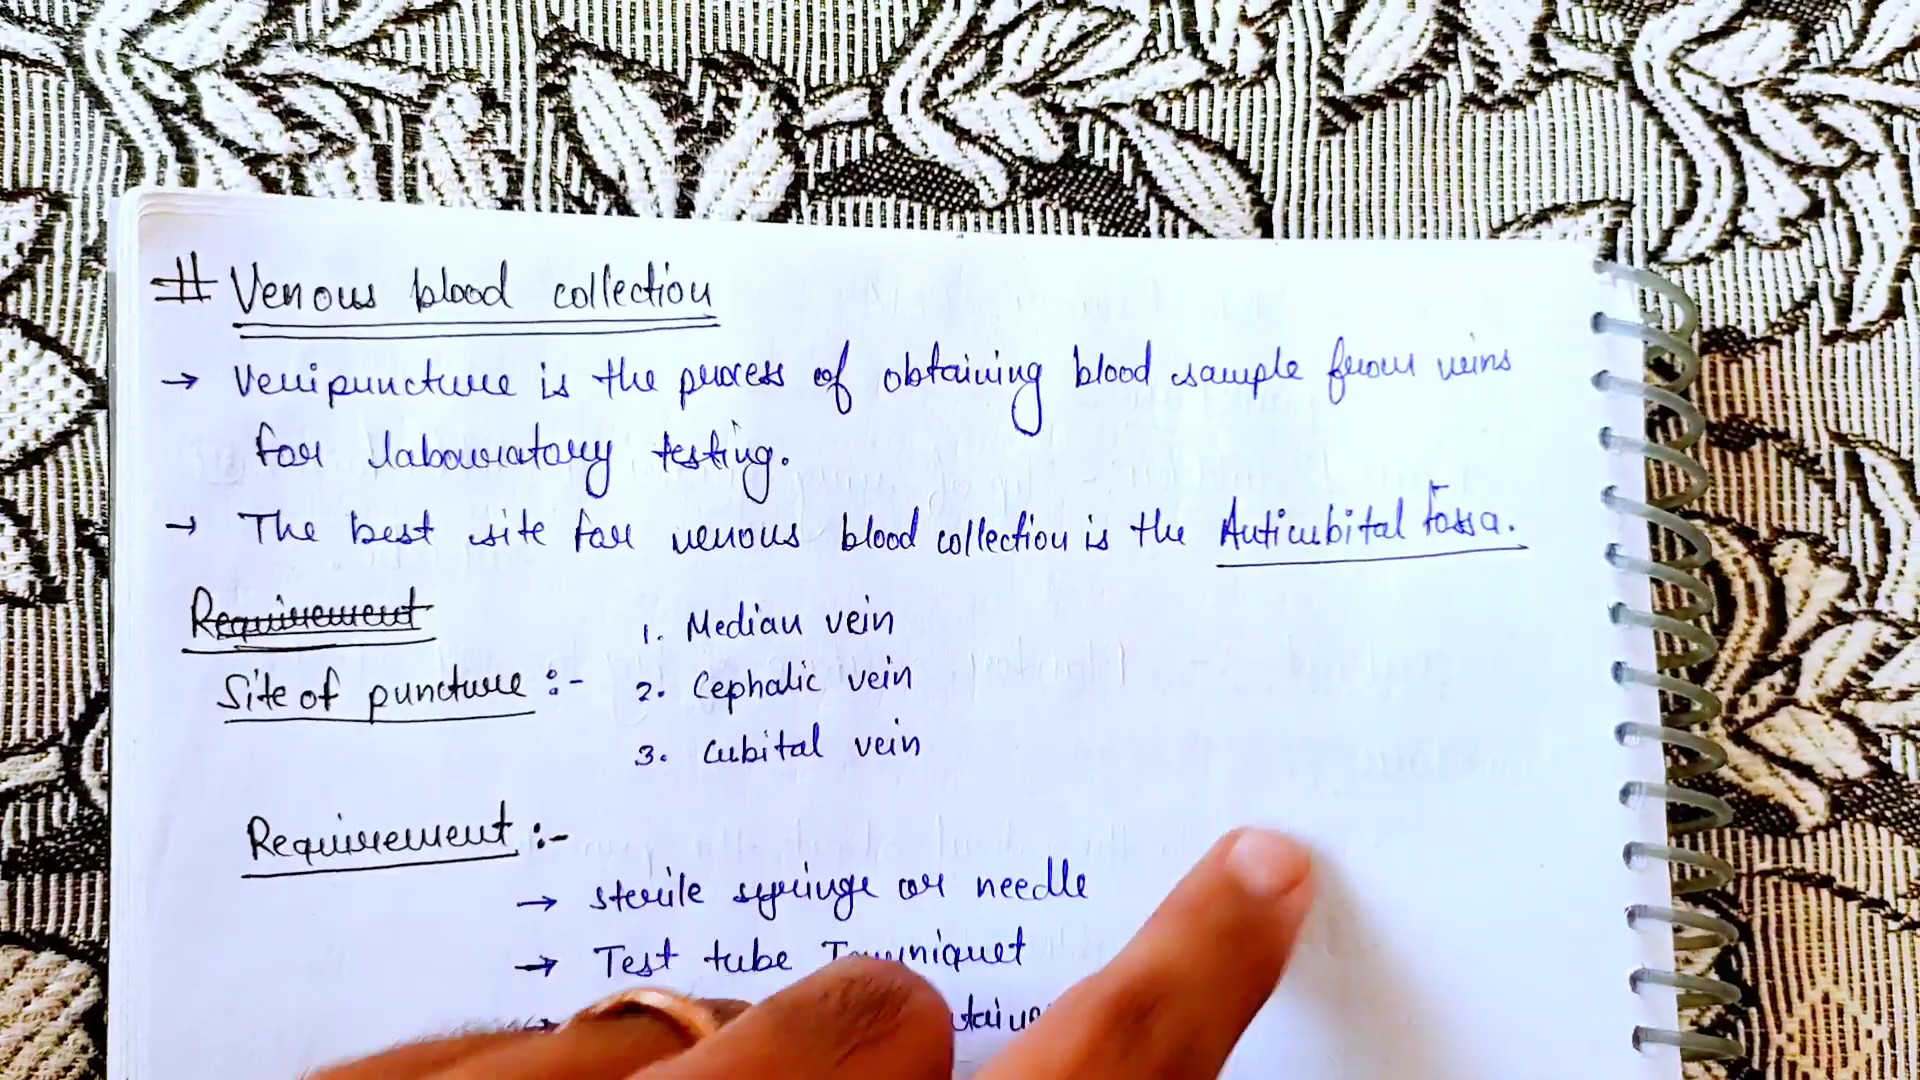 # Venous blood collection
→ Venipuncture is the process of obtaining blood sample from veins
for labouratory testing.
→ The best site for venous blood collection is the Anticubital Fossa.
Requirement
1. Median vein
Site of puncture :- 2. Cephalic vein
3. Cubital vein
Requirement :-
→ sterile syringe or needle
→ Test tube